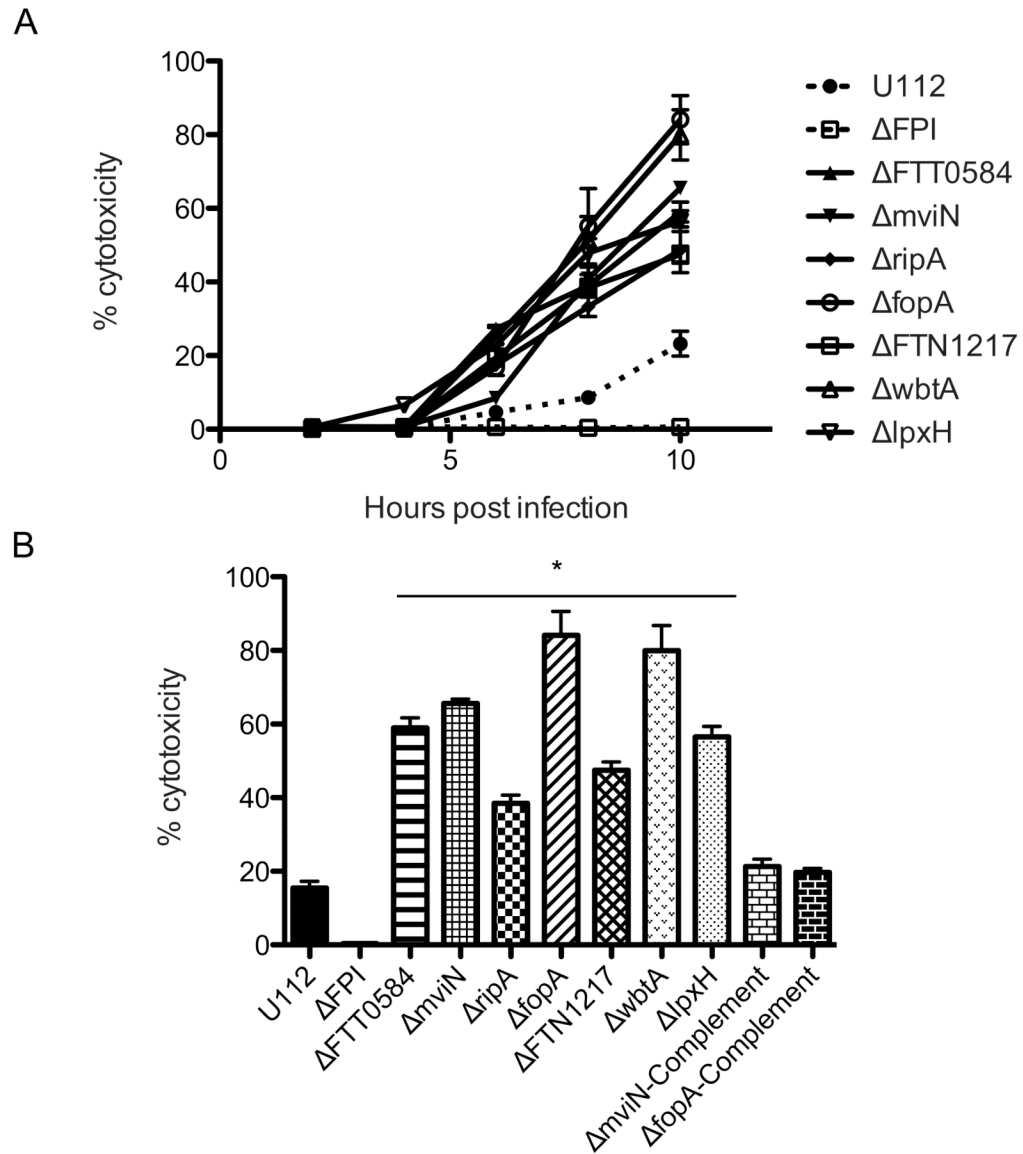 A
100
80
60
40
20
0
0
5
10
% cytotoxicity
Hours post infection
U112
ΔFPI
ΔFTT0584
ΔmviN
ΔripA
ΔfopA
ΔFTN1217
ΔwbtA
ΔlpxH
B
100
80
60
40
20
0
% cytotoxicity
*
U112
ΔFPI
ΔFTT0584
ΔmviN
ΔripA
ΔfopA
ΔFTN1217
ΔwbtA
ΔlpxH
ΔmviN-Complement
ΔfopA-Complement